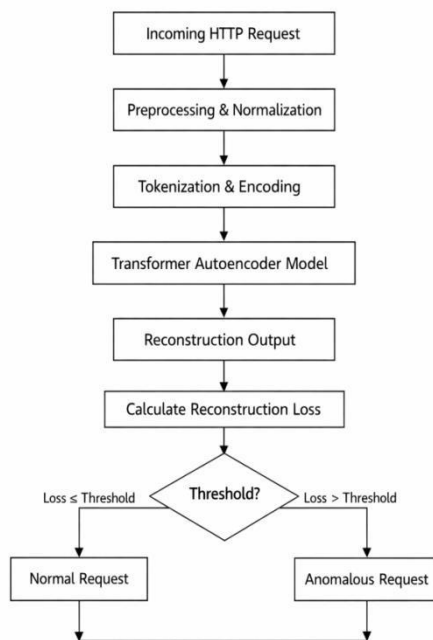 Incoming HTTP Request
Preprocessing & Normalization
Tokenization & Encoding
Transformer Autoencoder Model
Reconstruction Output
Calculate Reconstruction Loss
Threshold?
Loss ≤ Threshold
Loss > Threshold
Normal Request
Anomalous Request